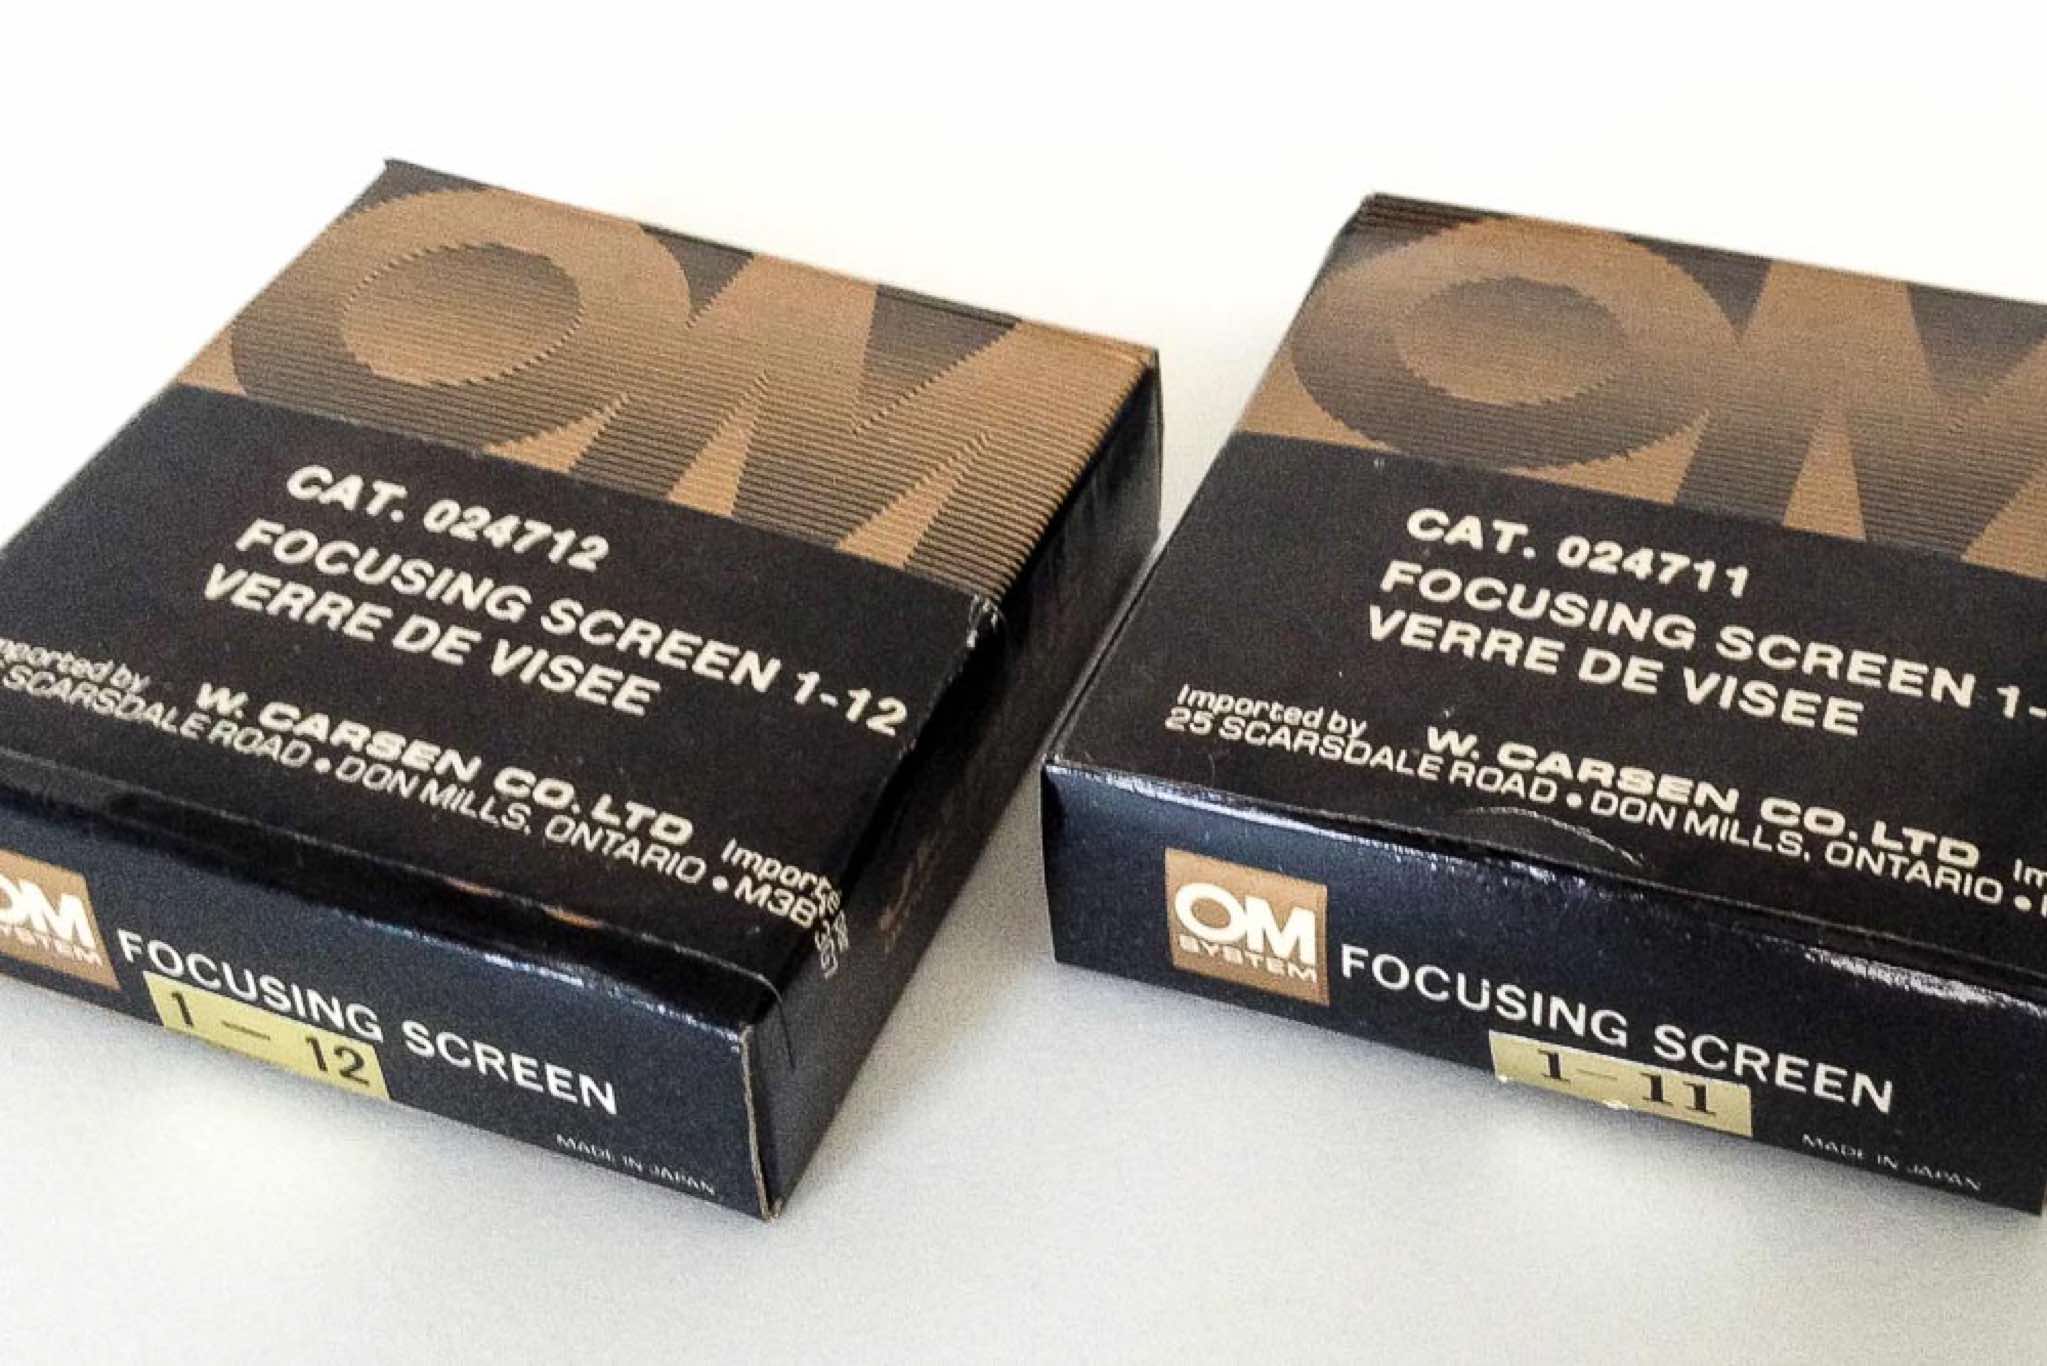 OM
CAT. 024712
FOCUSING SCREEN 1-12
VERRE DE VISEE
Imported by W. CARSEN CO. LTD
SCARSDALE ROAD • DON MILLS, ONTARIO • M3B
OM
SYSTEM
FOCUSING SCREEN
1 — 12
MADE IN JAPAN
OM
CAT. 024711
FOCUSING SCREEN 1-
VERRE DE VISEE
Imported by W. CARSEN CO. LTD
25 SCARSDALE ROAD • DON MILLS, ONTARIO •
OM
SYSTEM
FOCUSING SCREEN
1-11
MADE IN JAPAN